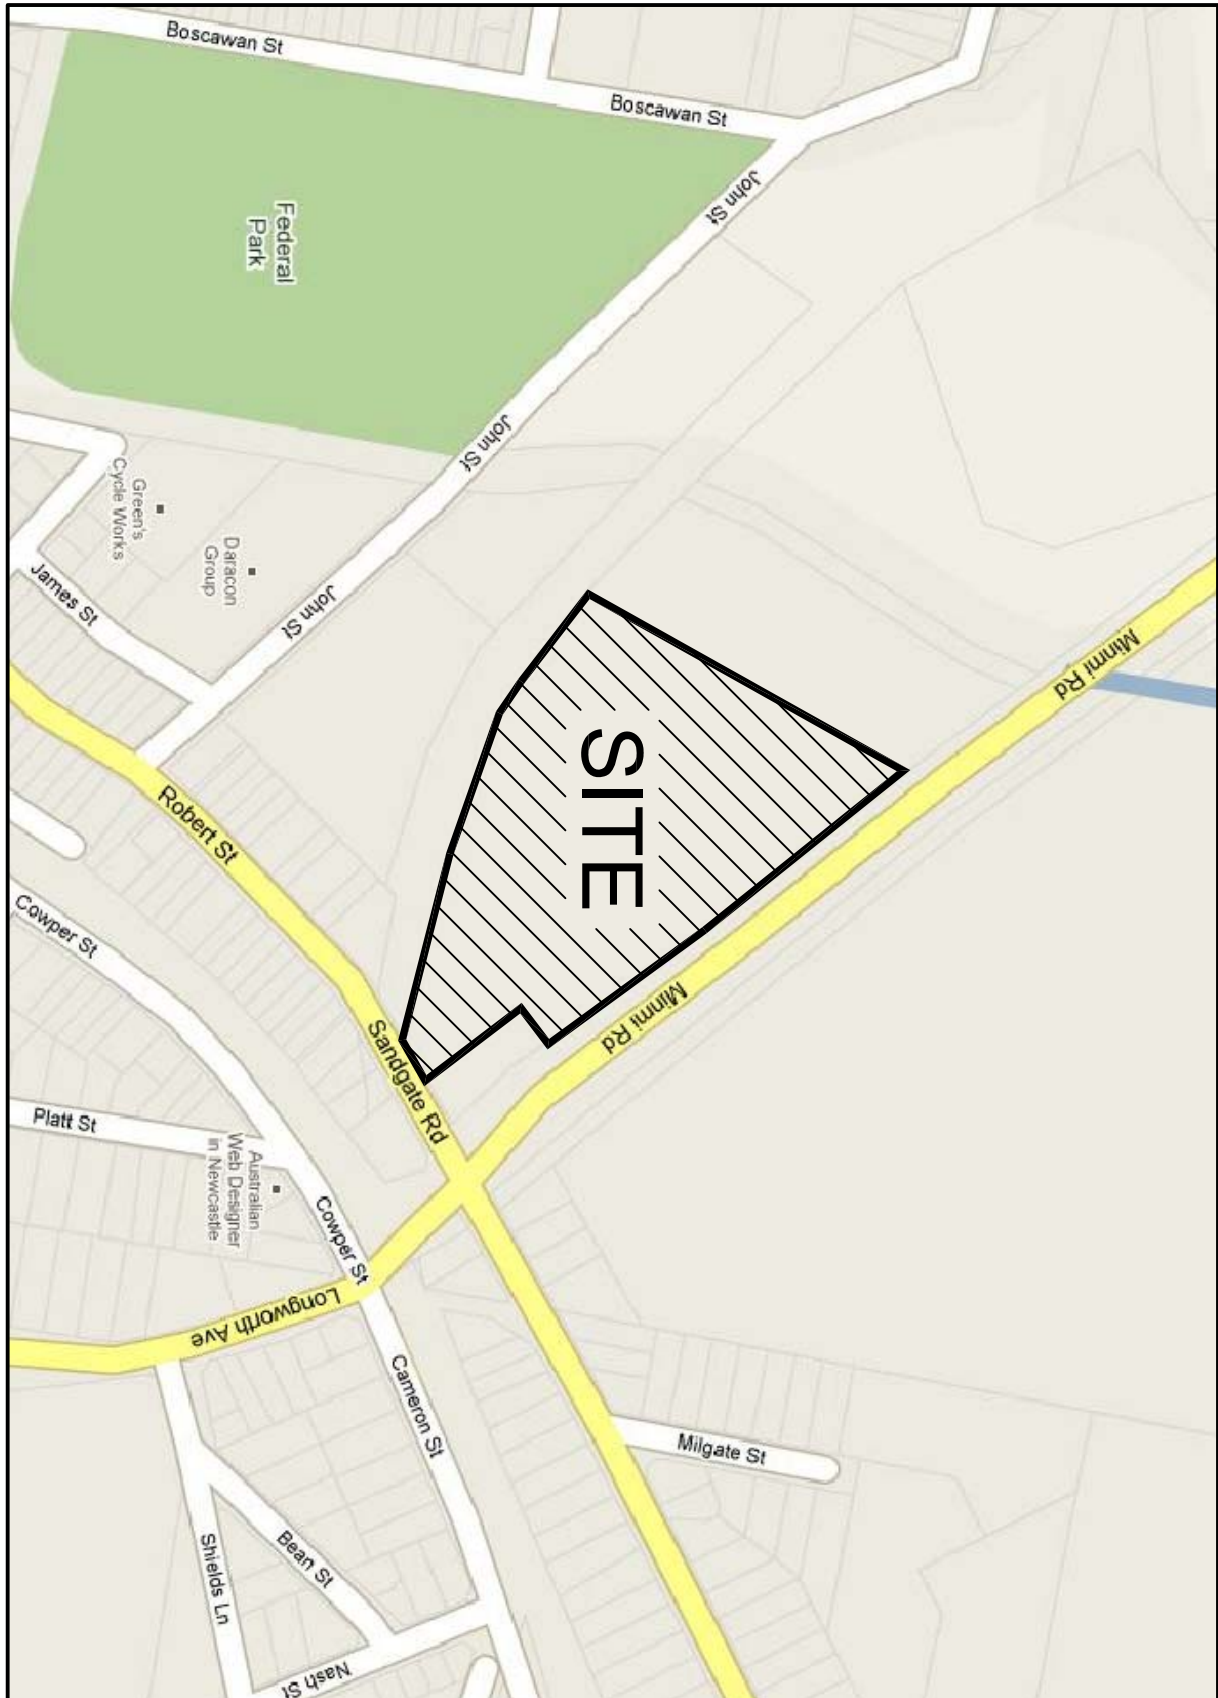 Boscawan St
Boscawan St
John St
Federal
Park
John St
Green's
Cycle Works
Daracon
Group
James St
John St
Minmi Rd
SITE
Robert St
Cowper St
Minmi Rd
Sandgate Rd
Platt St
Australian
Web Designer
in Newcastle
Cowper St
Longworth Ave
Cameron St
Milgate St
Shields Ln
Bean St
Nash St